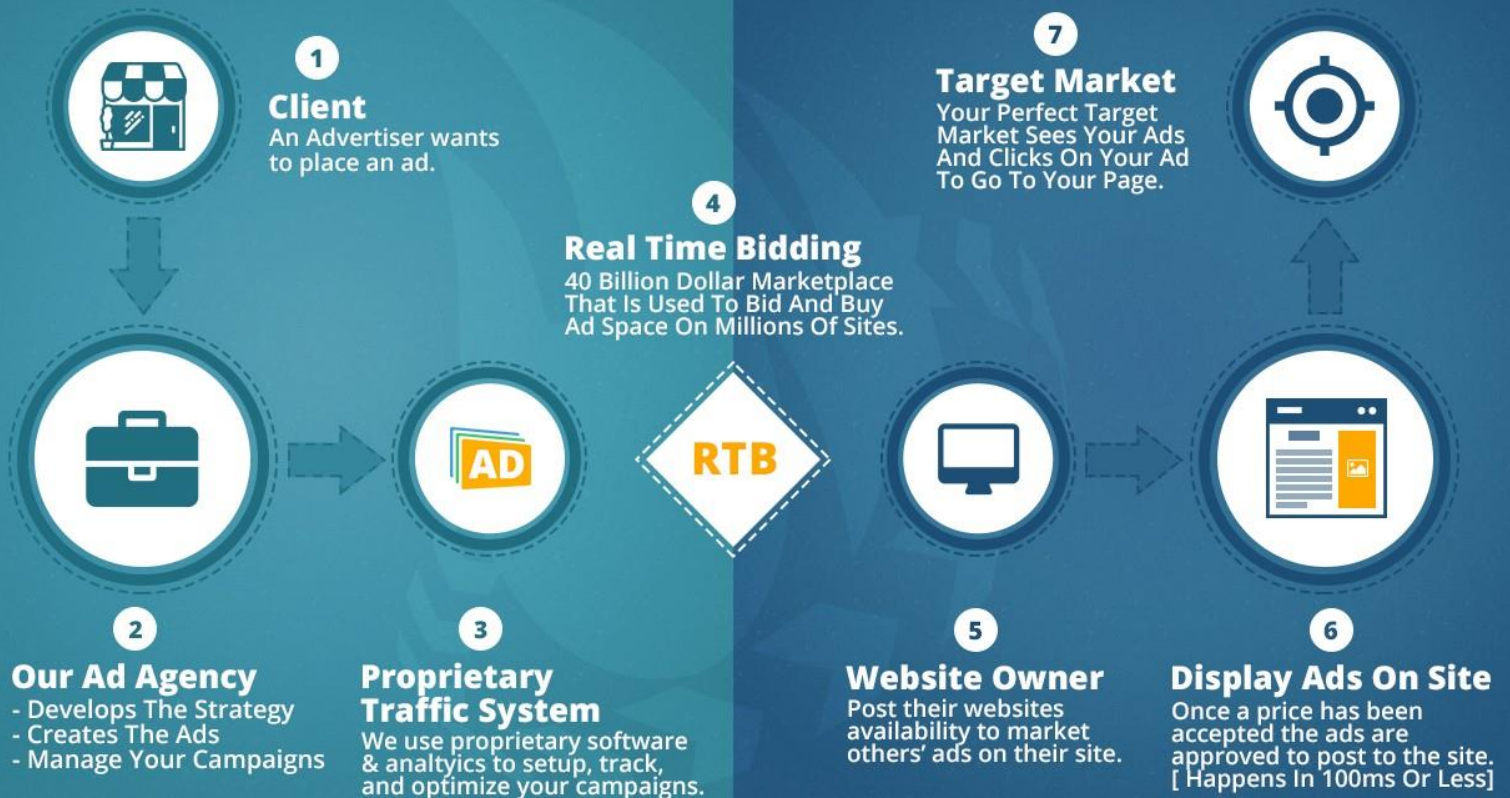 1
Client
An Advertiser wants
to place an ad.
2
Our Ad Agency
- Develops The Strategy
- Creates The Ads
- Manage Your Campaigns
AD
3
Proprietary
Traffic System
We use proprietary software
& analtyics to setup, track,
and optimize your campaigns.
4
Real Time Bidding
40 Billion Dollar Marketplace
That Is Used To Bid And Buy
Ad Space On Millions Of Sites.
RTB
5
Website Owner
Post their websites
availability to market
others’ ads on their site.
6
Display Ads On Site
Once a price has been
accepted the ads are
approved to post to the site.
[ Happens In 100ms Or Less]
7
Target Market
Your Perfect Target
Market Sees Your Ads
And Clicks On Your Ad
To Go To Your Page.